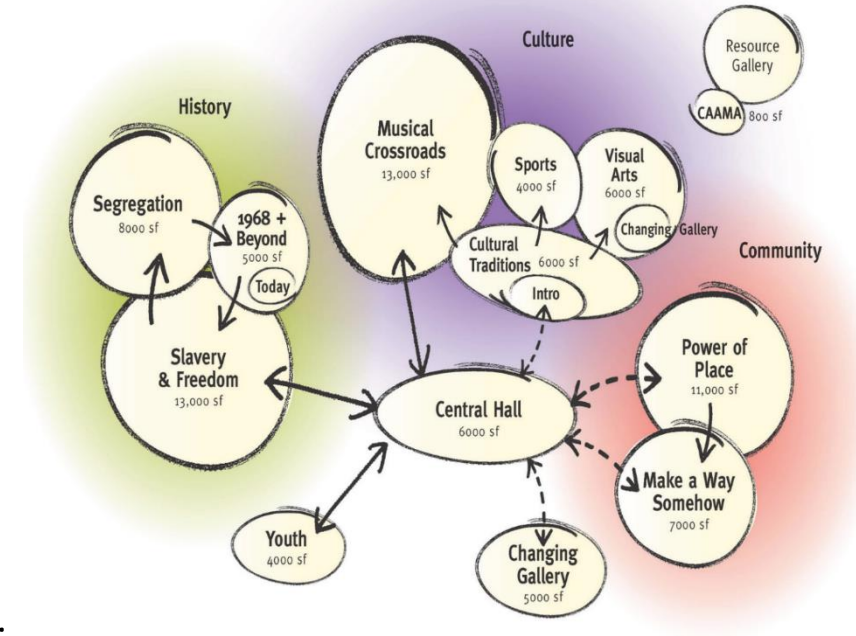 Culture
Resource
Gallery
CAAMA 800 sf
History
Musical
Crossroads
13,000 sf
Sports
4000 sf
Visual
Arts
6000 sf
Changing Gallery
Segregation
8000 sf
1968 +
Beyond
5000 sf
Today
Cultural
Traditions 6000 sf
Intro
Community
Slavery
& Freedom
13,000 sf
Central Hall
6000 sf
Power of
Place
11,000 sf
Make a Way
Somehow
7000 sf
Youth
4000 sf
Changing
Gallery
5000 sf
.